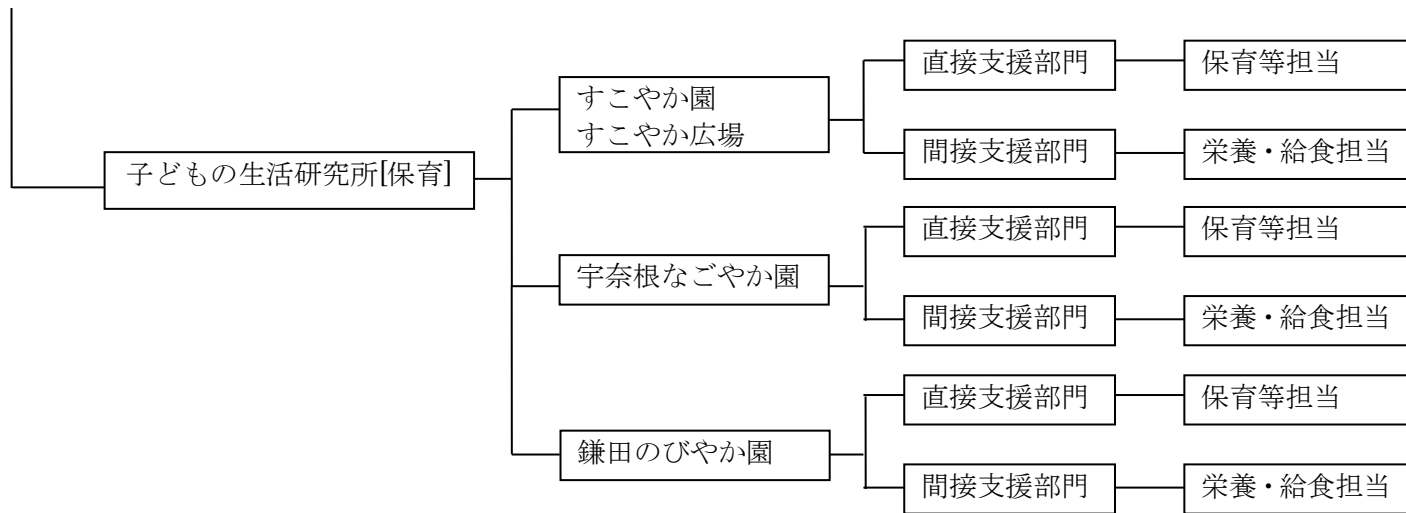 直接支援部門
保育等担当
すこやか園
すこやか広場
間接支援部門
栄養・給食担当
子どもの生活研究所[保育]
直接支援部門
保育等担当
宇奈根なごやか園
間接支援部門
栄養・給食担当
直接支援部門
保育等担当
鎌田のびやか園
間接支援部門
栄養・給食担当